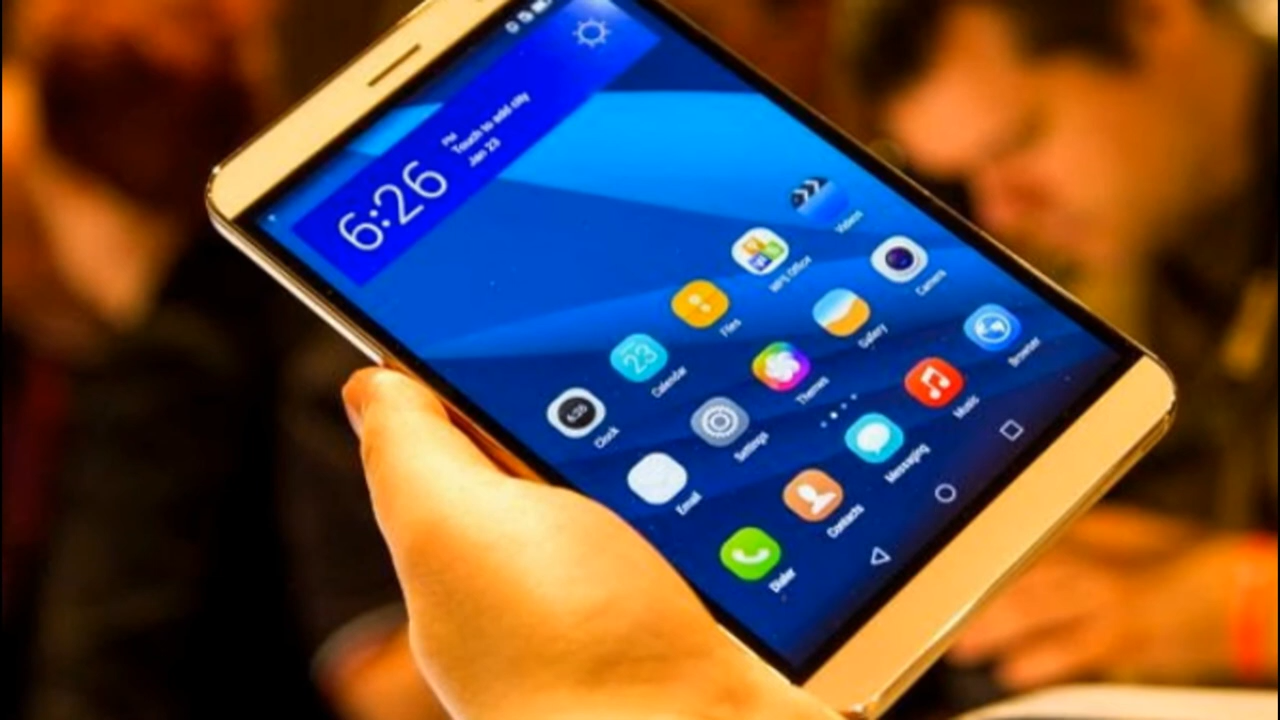 6:26
PM
Touch to add city
Jan 23
Clock
23
Calendar
Files
WPS Office
Videos
Email
Settings
Themes
Gallery
Camera
Dialer
Contacts
Messaging
Music
Browser